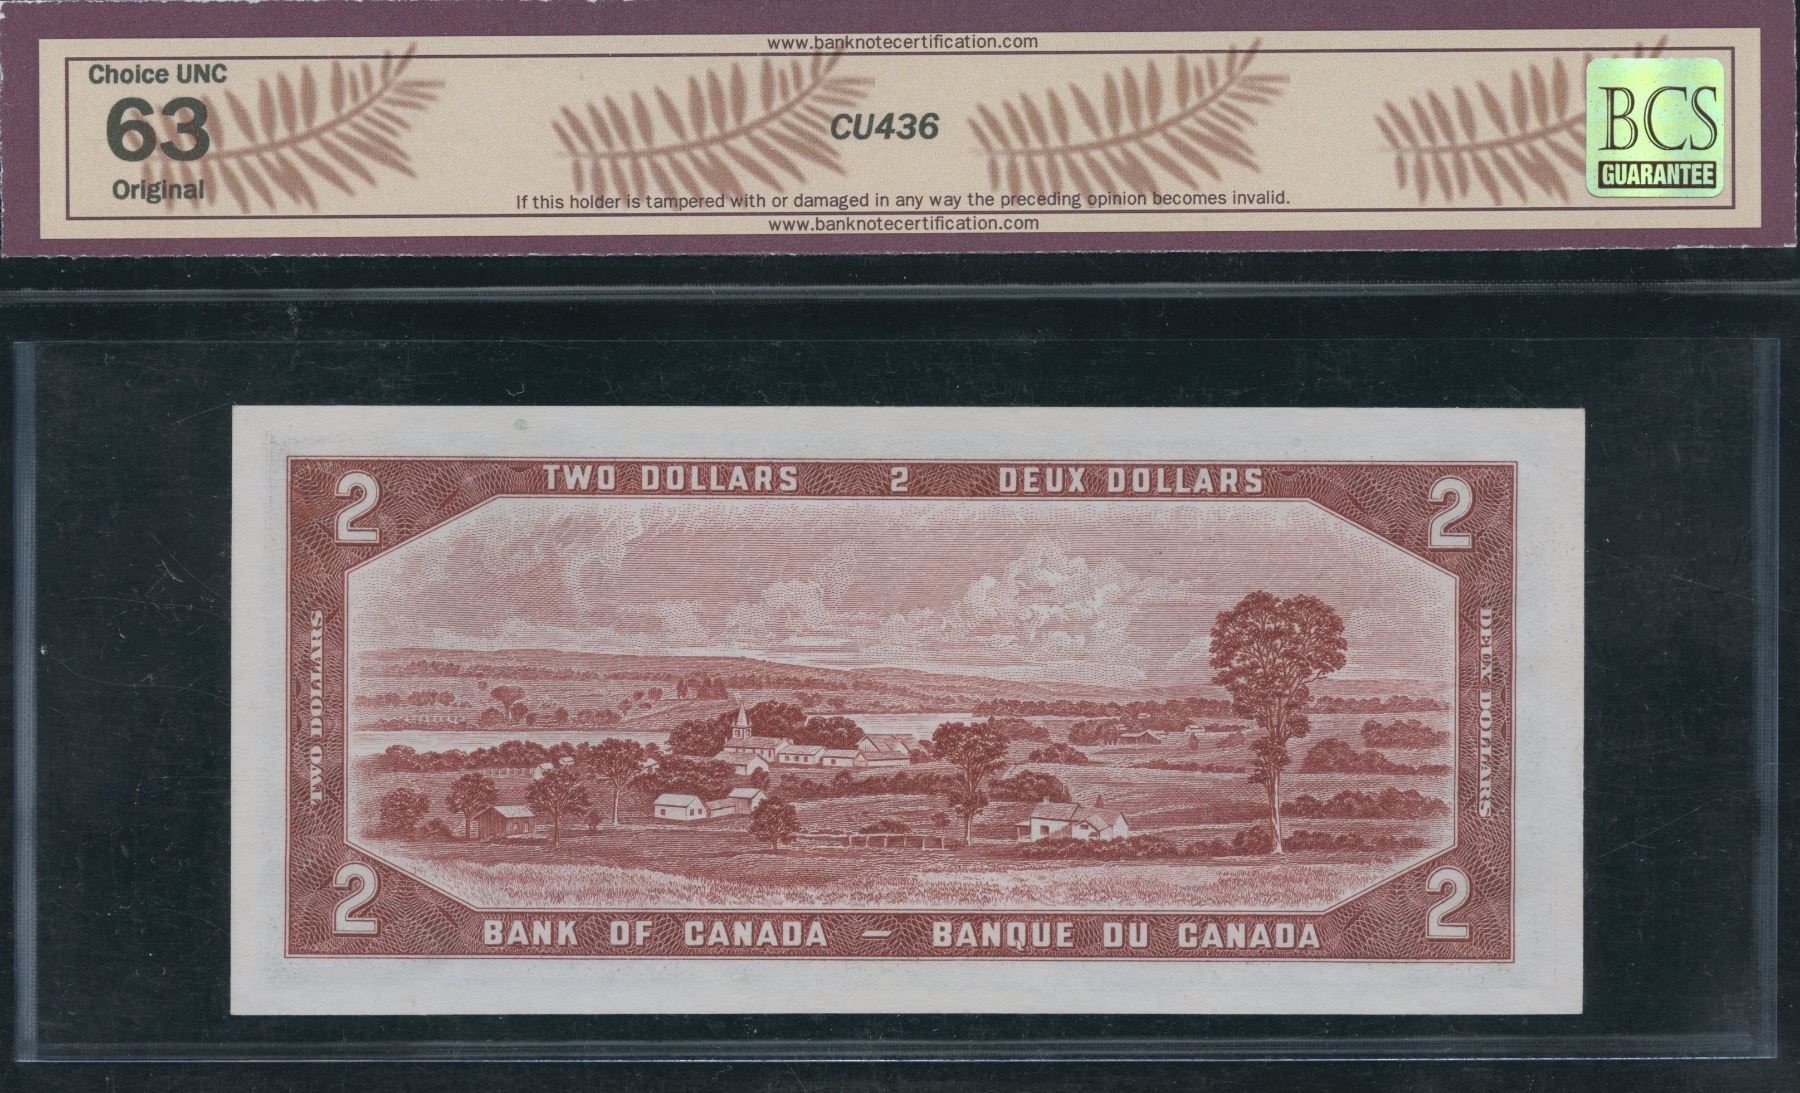 www.banknotecertification.com
Choice UNC
63
Original
CU436
BCS
GUARANTEE
If this holder is tampered with or damaged in any way the preceding opinion becomes invalid.
www.banknotecertification.com
TWO DOLLARS 2 DEUX DOLLARS
2
2
TWO DOLLARS
DEUX DOLLARS
2
2
BANK OF CANADA — BANQUE DU CANADA